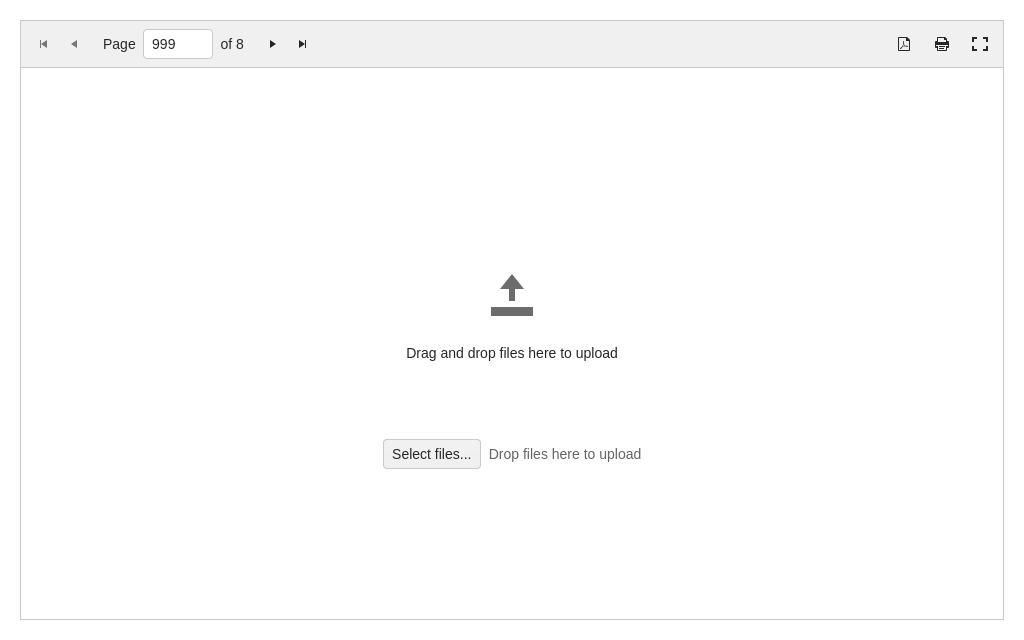 Page 999 of 8
Drag and drop files here to upload
Select files... Drop files here to upload